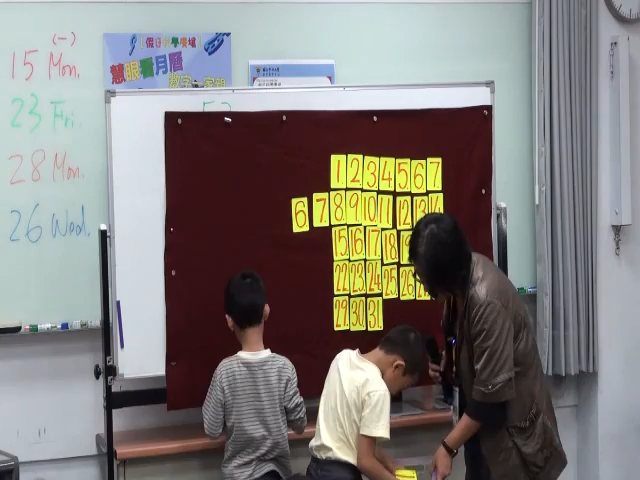 (一)
15 Mon.
23 Fri.
28 Mon.
26 Wed.
慧眼看月曆
1 2 3 4 5 6 7
6 7 8 9 10 11 12 13 14
15 16 17 18
22 23 24 25 26
29 30 31